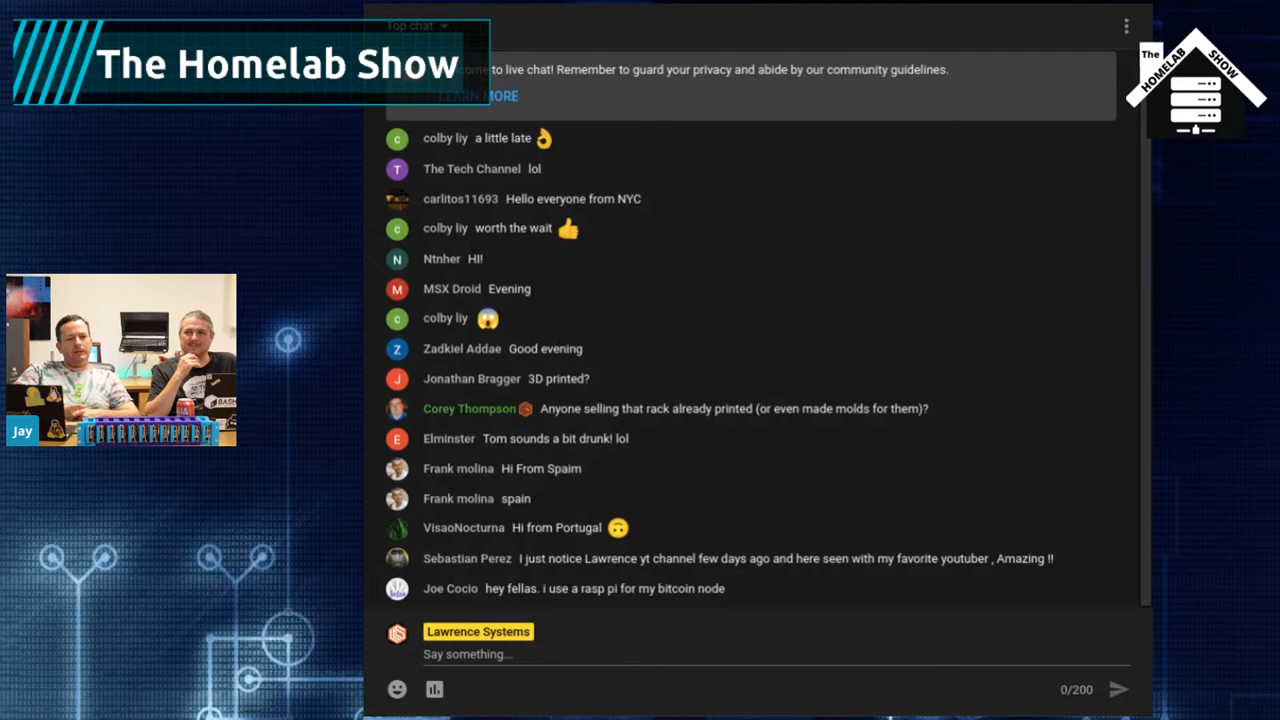 Top chat
The Homelab Show
The
HOMELAB
SHOW
come to live chat! Remember to guard your privacy and abide by our community guidelines.
LEARN MORE
c colby liy a little late 👌
T The Tech Channel lol
carlitos11693 Hello everyone from NYC
c colby liy worth the wait 👍
N Ntnher HI!
M MSX Droid Evening
c colby liy 😱
Z Zadkiel Addae Good evening
J Jonathan Bragger 3D printed?
Corey Thompson Anyone selling that rack already printed (or even made molds for them)?
E Elminster Tom sounds a bit drunk! lol
Frank molina Hi From Spaim
Frank molina spain
VisaoNocturna Hi from Portugal 🙃
Sebastian Perez I just notice Lawrence yt channel few days ago and here seen with my favorite youtuber , Amazing !!
Joe Cocio hey fellas. i use a rasp pi for my bitcoin node
Lawrence Systems
Say something...
0/200
BASH
Jay